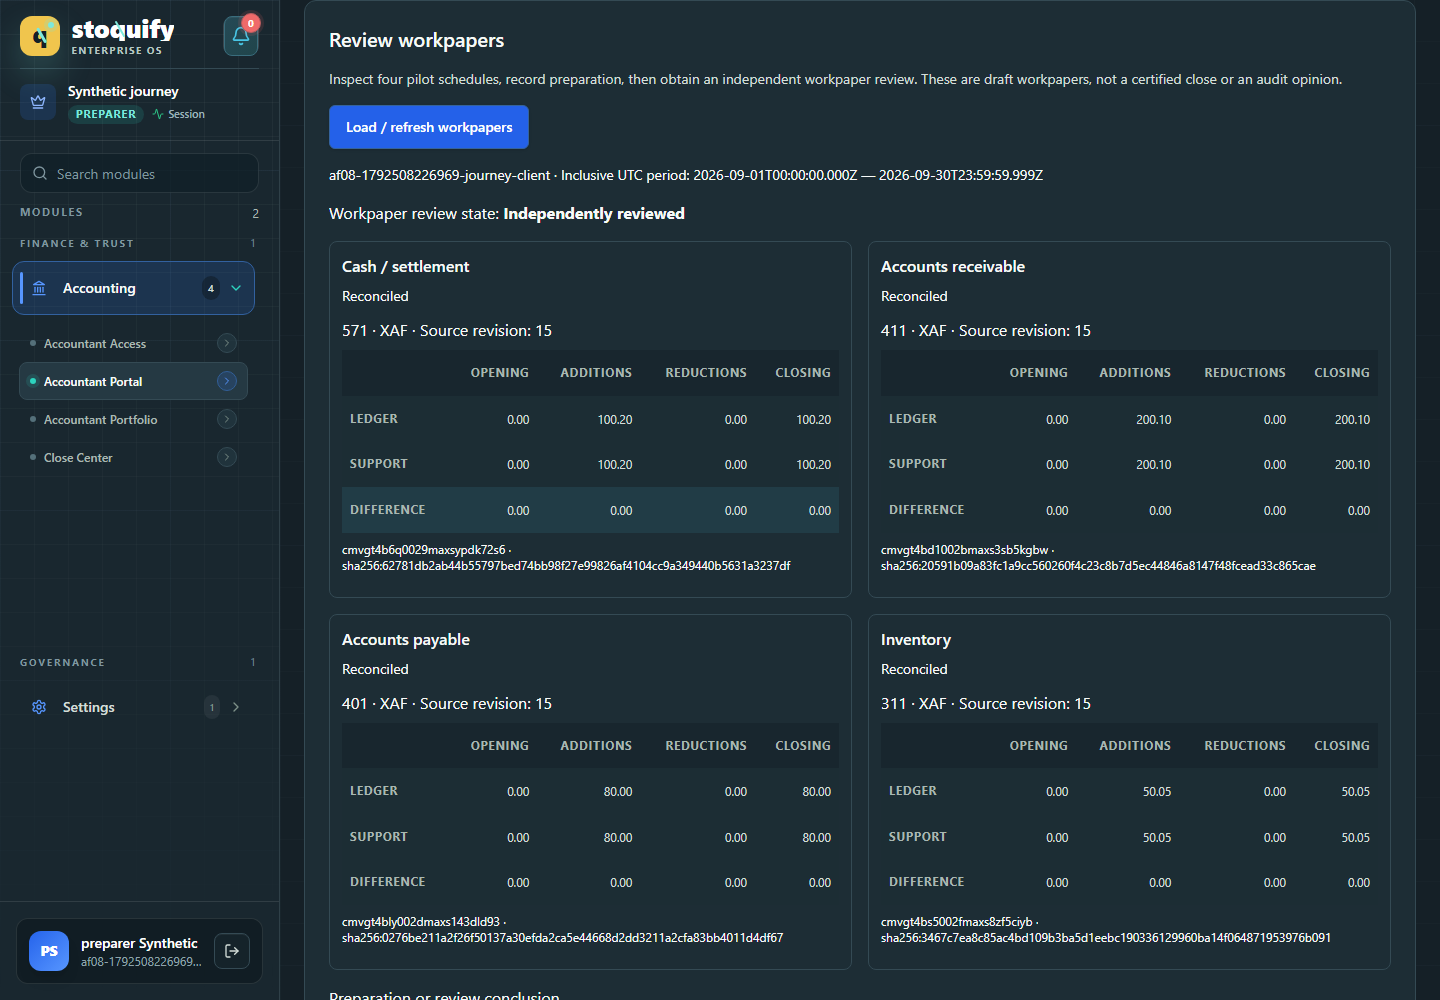 stoquify
ENTERPRISE OS
0
Synthetic journey
PREPARER
Session
Search modules
MODULES 2
FINANCE & TRUST 1
Accounting 4
Accountant Access
Accountant Portal
Accountant Portfolio
Close Center
GOVERNANCE 1
Settings 1
PS
preparer Synthetic
af08-1792508226969...
Review workpapers
Inspect four pilot schedules, record preparation, then obtain an independent workpaper review. These are draft workpapers, not a certified close or an audit opinion.
Load / refresh workpapers
af08-1792508226969-journey-client · Inclusive UTC period: 2026-09-01T00:00:00.000Z — 2026-09-30T23:59:59.999Z
Workpaper review state: Independently reviewed
Cash / settlement
Reconciled
571 · XAF · Source revision: 15
OPENING ADDITIONS REDUCTIONS CLOSING
LEDGER 0.00 100.20 0.00 100.20
SUPPORT 0.00 100.20 0.00 100.20
DIFFERENCE 0.00 0.00 0.00 0.00
cmvgt4b6q0029maxsypdk72s6 ·
sha256:62781db2ab44b55797bed74bb98f27e99826af4104cc9a349440b5631a3237df
Accounts receivable
Reconciled
411 · XAF · Source revision: 15
OPENING ADDITIONS REDUCTIONS CLOSING
LEDGER 0.00 200.10 0.00 200.10
SUPPORT 0.00 200.10 0.00 200.10
DIFFERENCE 0.00 0.00 0.00 0.00
cmvgt4bd1002bmaxs3sb5kgbw ·
sha256:20591b09a83fc1a9cc560260f4c23c8b7d5ec44846a8147f48fcead33c865cae
Accounts payable
Reconciled
401 · XAF · Source revision: 15
OPENING ADDITIONS REDUCTIONS CLOSING
LEDGER 0.00 80.00 0.00 80.00
SUPPORT 0.00 80.00 0.00 80.00
DIFFERENCE 0.00 0.00 0.00 0.00
cmvgt4bly002dmaxs143dld93 ·
sha256:0276be211a2f26f50137a30efda2ca5e44668d2dd3211a2cfa83bb4011d4df67
Inventory
Reconciled
311 · XAF · Source revision: 15
OPENING ADDITIONS REDUCTIONS CLOSING
LEDGER 0.00 50.05 0.00 50.05
SUPPORT 0.00 50.05 0.00 50.05
DIFFERENCE 0.00 0.00 0.00 0.00
cmvgt4bs5002fmaxs8zf5ciyb ·
sha256:3467c7ea8c85ac4bd109b3ba5d1eebc190336129960ba14f064871953976b091
Preparation or review conclusion